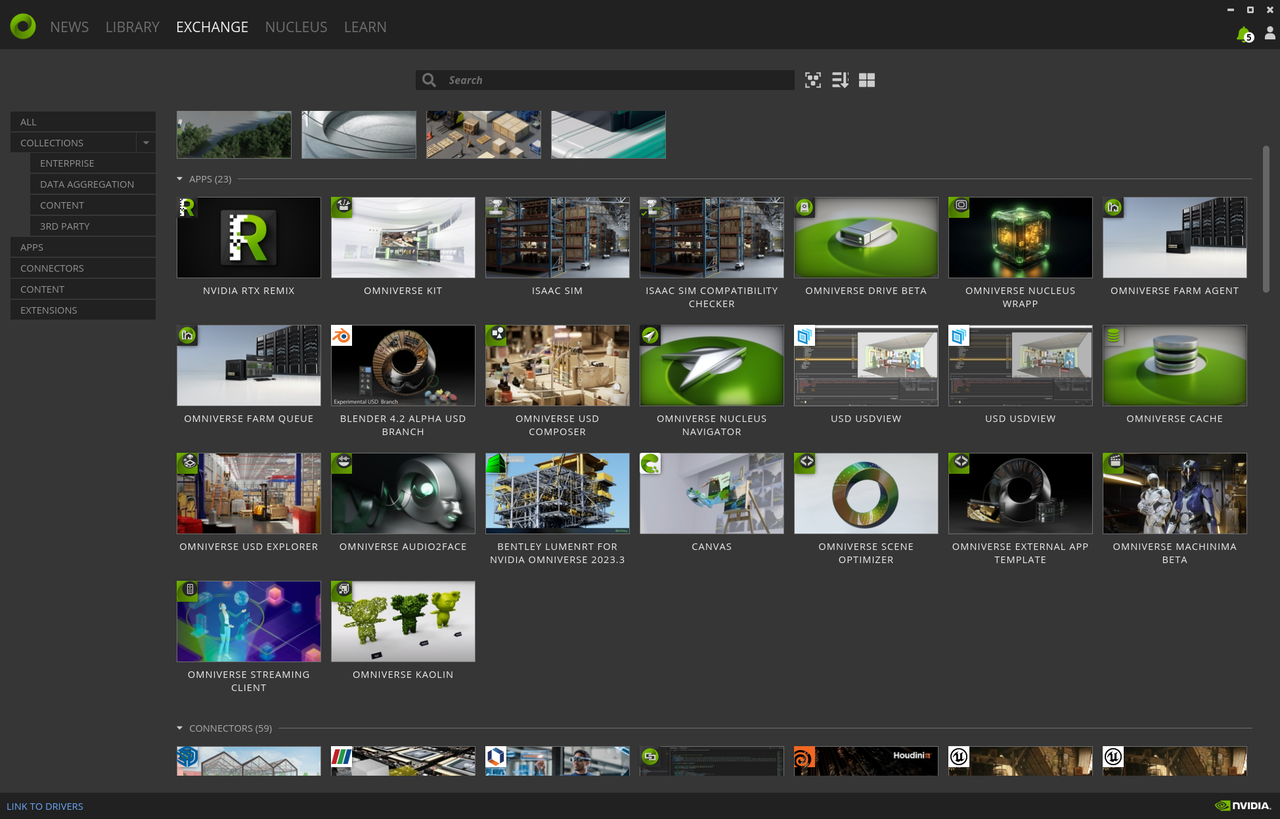 NEWS LIBRARY EXCHANGE NUCLEUS LEARN
5
Search
ALL
COLLECTIONS
ENTERPRISE
DATA AGGREGATION
CONTENT
3RD PARTY
APPS
CONNECTORS
CONTENT
EXTENSIONS
APPS (23)
NVIDIA RTX REMIX
OMNIVERSE KIT
ISAAC SIM
ISAAC SIM COMPATIBILITY
CHECKER
OMNIVERSE DRIVE BETA
OMNIVERSE NUCLEUS
WRAPP
OMNIVERSE FARM AGENT
OMNIVERSE FARM QUEUE
Experimental USD Branch
BLENDER 4.2 ALPHA USD
BRANCH
OMNIVERSE USD
COMPOSER
OMNIVERSE NUCLEUS
NAVIGATOR
USD USDVIEW
USD USDVIEW
OMNIVERSE CACHE
OMNIVERSE USD EXPLORER
OMNIVERSE AUDIO2FACE
BENTLEY LUMENRT FOR
NVIDIA OMNIVERSE 2023.3
CANVAS
OMNIVERSE SCENE
OPTIMIZER
OMNIVERSE EXTERNAL APP
TEMPLATE
OMNIVERSE MACHINIMA
BETA
OMNIVERSE STREAMING
CLIENT
OMNIVERSE KAOLIN
CONNECTORS (59)
Houdini
LINK TO DRIVERS
NVIDIA.